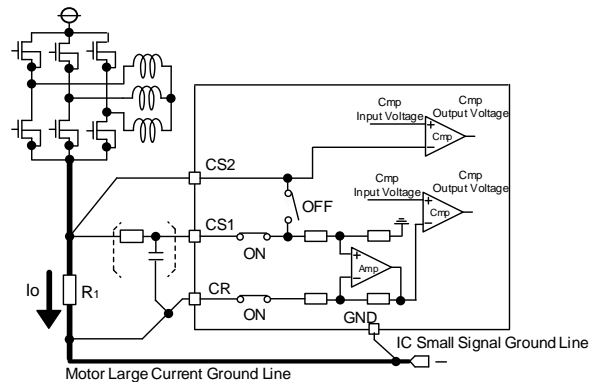 Cmp
Input Voltage
Cmp
Output Voltage
+
−
Cmp
CS2
Cmp
Input Voltage
Cmp
Output Voltage
+
−
Cmp
OFF
CS1
ON
+
−
Amp
Io
R1
CR
ON
GND
IC Small Signal Ground Line
−
Motor Large Current Ground Line